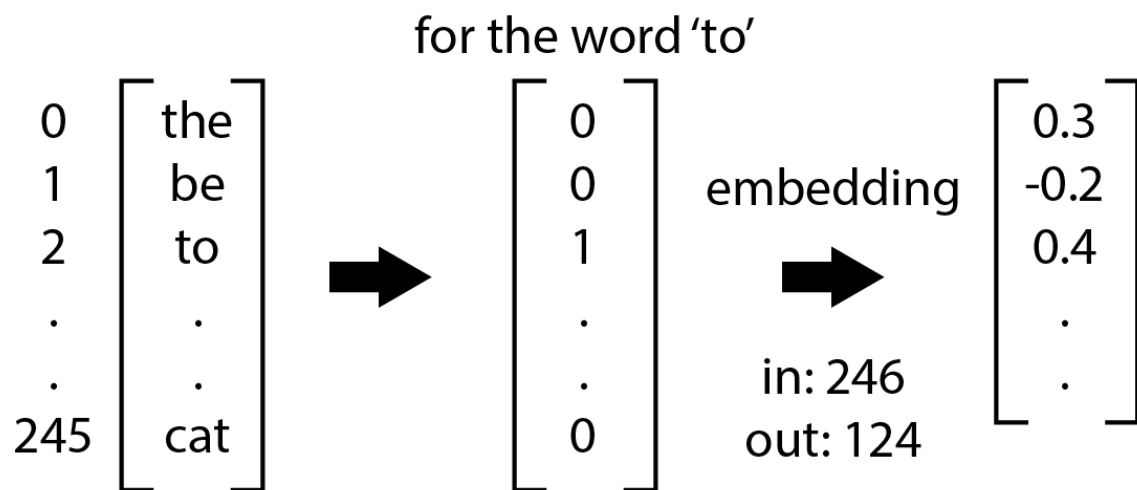 for the word ‘to’
0 the 0 0.3
1 be 0 embedding -0.2
2 to 1 0.4
. . . .
. . . in: 246 .
245 cat 0 out: 124